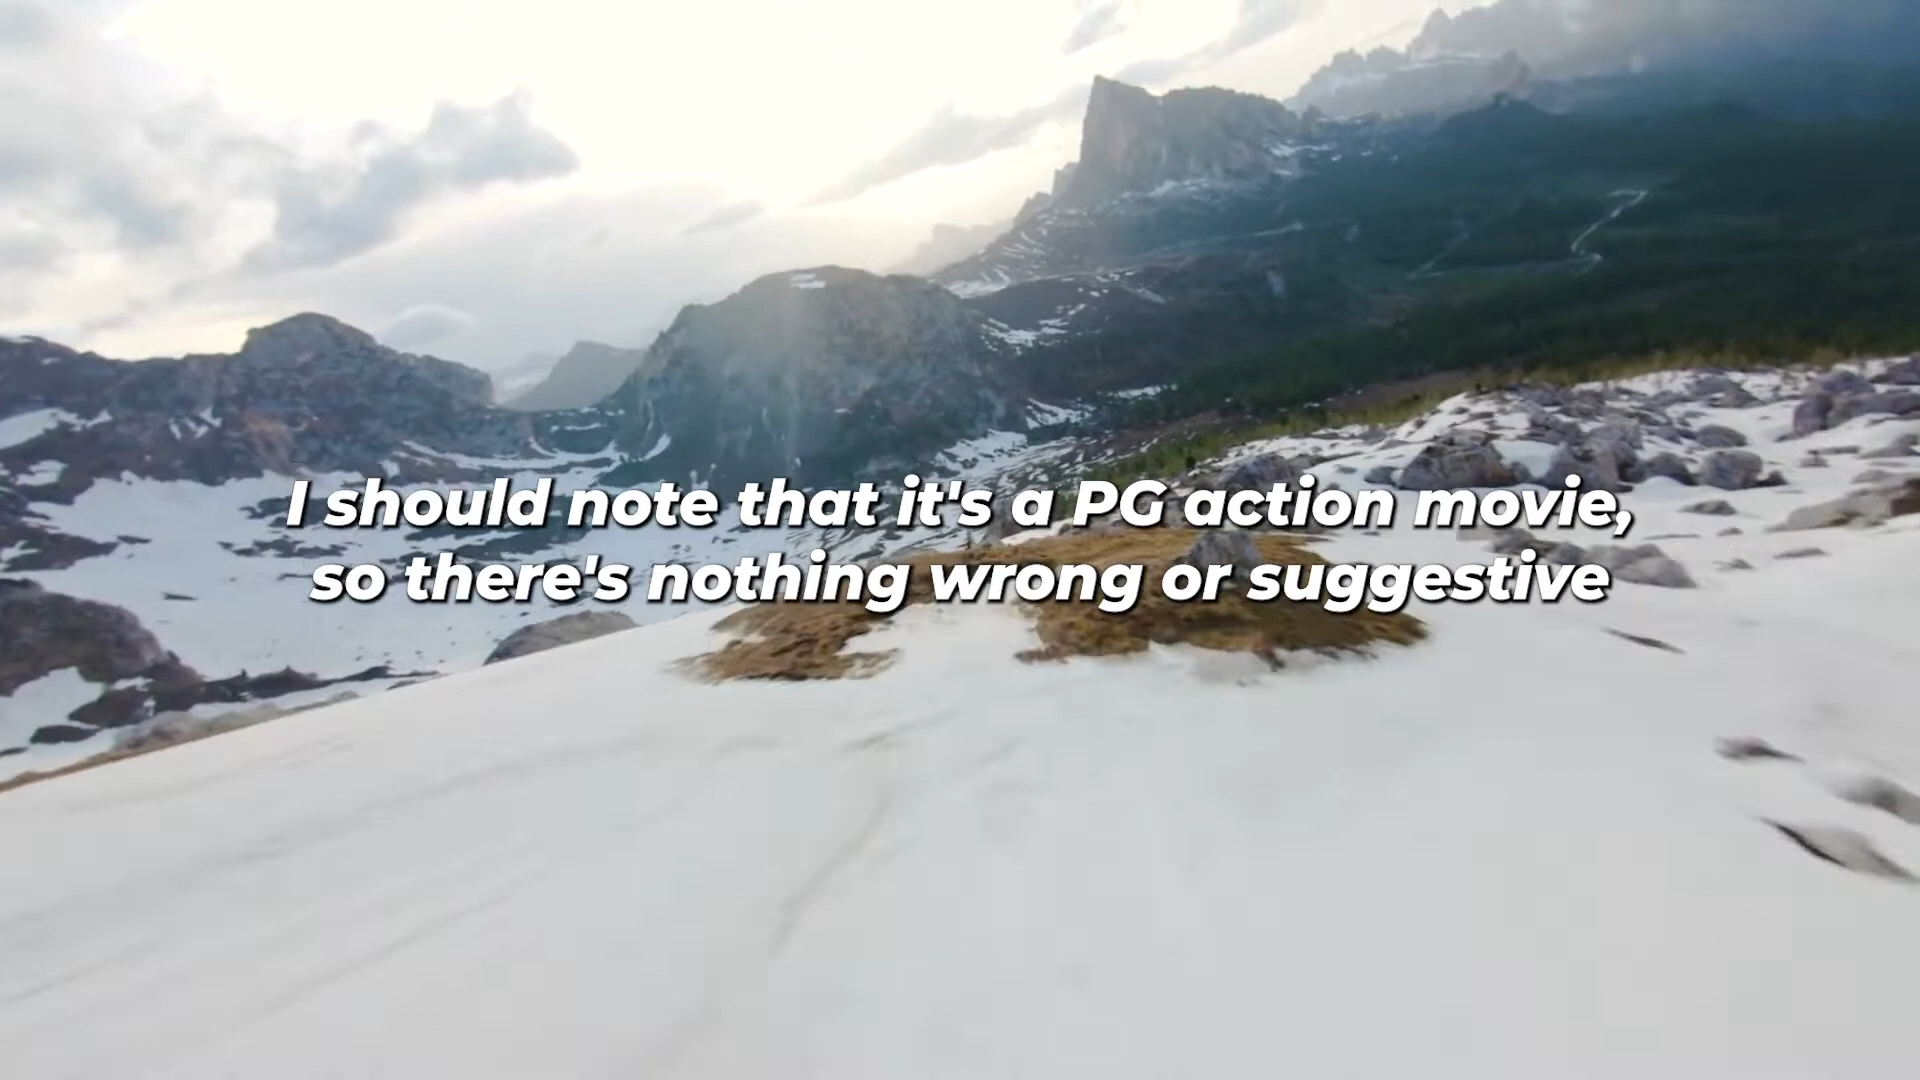 I should note that it's a PG action movie,
so there's nothing wrong or suggestive